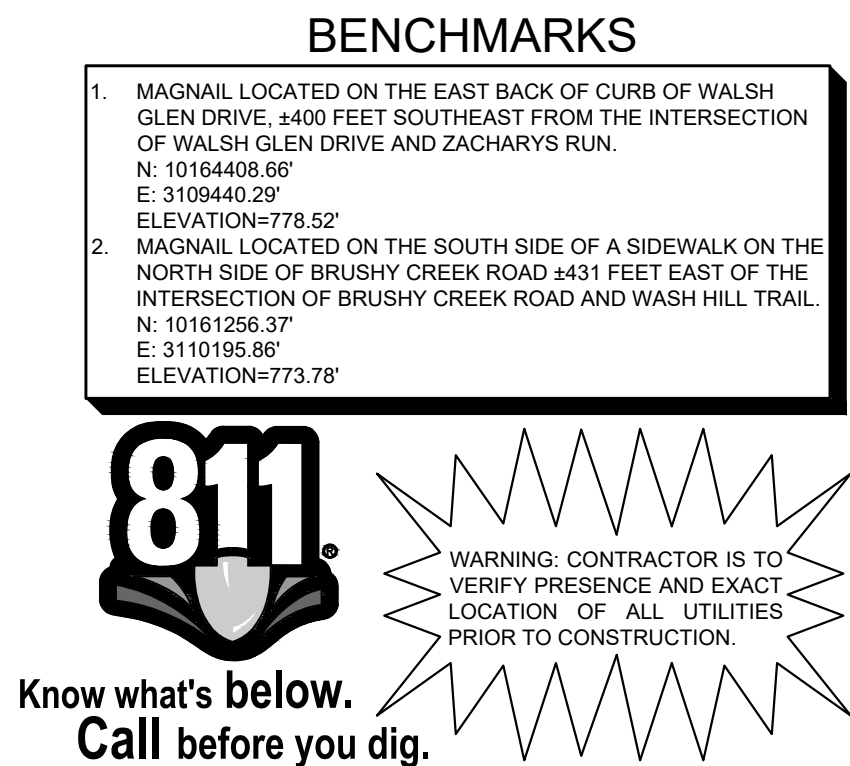 BENCHMARKS
1. MAGNAIL LOCATED ON THE EAST BACK OF CURB OF WALSH
GLEN DRIVE, ±400 FEET SOUTHEAST FROM THE INTERSECTION
OF WALSH GLEN DRIVE AND ZACHARYS RUN.
N: 10164408.66'
E: 3109440.29'
ELEVATION=778.52'
2. MAGNAIL LOCATED ON THE SOUTH SIDE OF A SIDEWALK ON THE
NORTH SIDE OF BRUSHY CREEK ROAD ±431 FEET EAST OF THE
INTERSECTION OF BRUSHY CREEK ROAD AND WASH HILL TRAIL.
N: 10161256.37'
E: 3110195.86'
ELEVATION=773.78'
811®
Know what's below.
Call before you dig.
WARNING: CONTRACTOR IS TO
VERIFY PRESENCE AND EXACT
LOCATION OF ALL UTILITIES
PRIOR TO CONSTRUCTION.